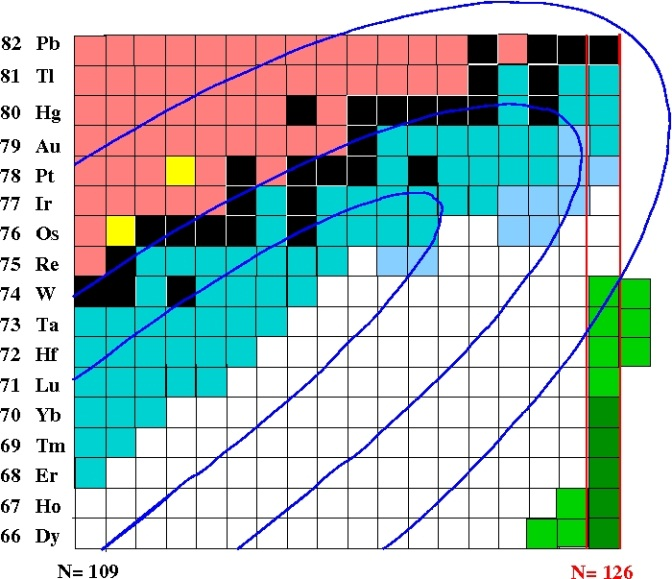 82 Pb
81 Tl
80 Hg
79 Au
78 Pt
77 Ir
76 Os
75 Re
74 W
73 Ta
72 Hf
71 Lu
70 Yb
69 Tm
68 Er
67 Ho
66 Dy
N= 109 N= 126